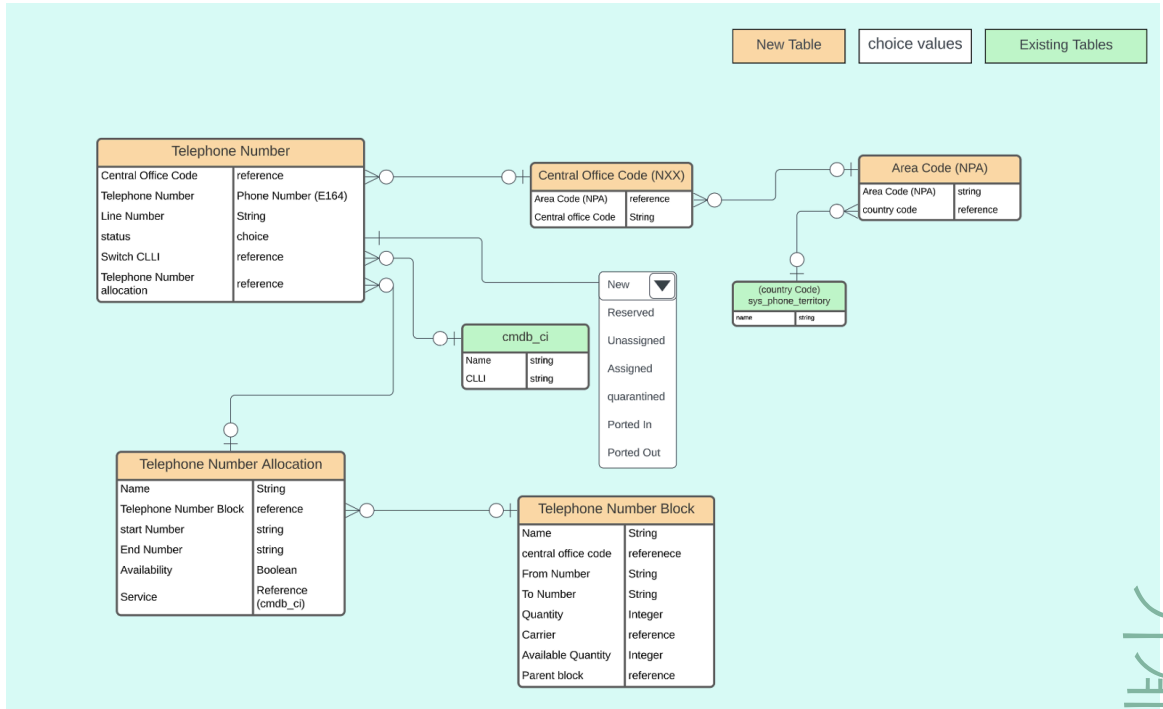 New Table
choice values
Existing Tables
Telephone Number
Central Office Code reference
Telephone Number Phone Number (E164)
Line Number String
status choice
Switch CLLI reference
Telephone Number
allocation reference
Central Office Code (NXX)
Area Code (NPA) reference
Central office Code String
Area Code (NPA)
Area Code (NPA) string
country code reference
(country Code)
sys_phone_territory
name string
New
Reserved
Unassigned
Assigned
quarantined
Ported In
Ported Out
cmdb_ci
Name string
CLLI string
Telephone Number Allocation
Name String
Telephone Number Block reference
start Number string
End Number string
Availability Boolean
Service Reference
(cmdb_ci)
Telephone Number Block
Name String
central office code referenece
From Number String
To Number String
Quantity Integer
Carrier reference
Available Quantity Integer
Parent block reference